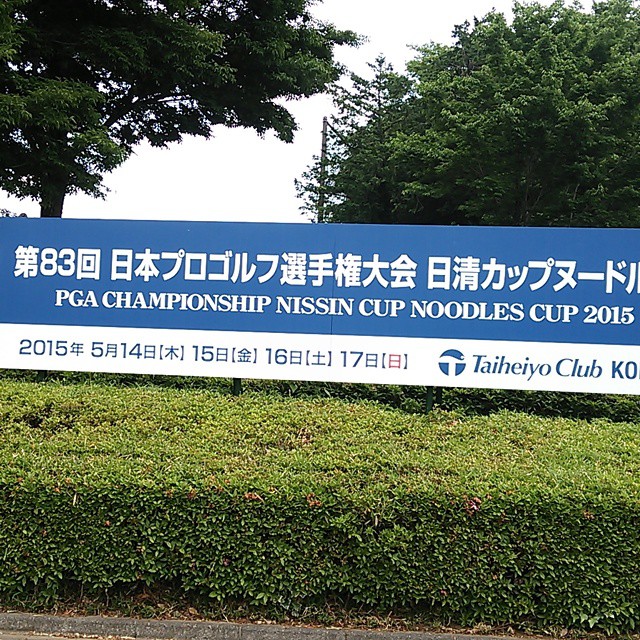 第83回 日本プロゴルフ選手権大会 日清カップヌードル
PGA CHAMPIONSHIP NISSIN CUP NOODLES CUP 2015
2015年 5月14日【木】 15日【金】 16日【土】 17日【日】 Taiheiyo Club